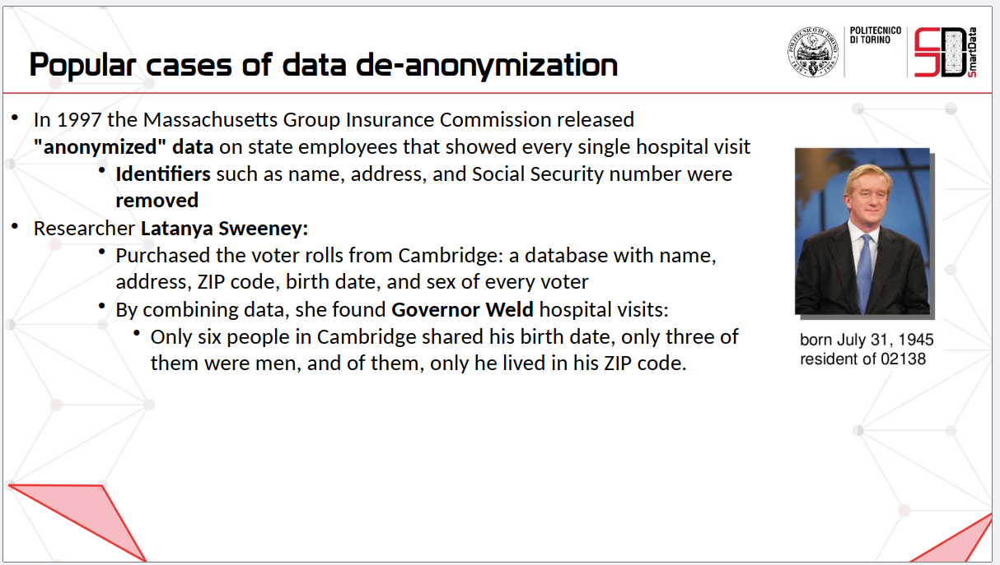 POLITECNICO
DI TORINO
SmartData
Popular cases of data de-anonymization
• In 1997 the Massachusetts Group Insurance Commission released
"anonymized" data on state employees that showed every single hospital visit
• Identifiers such as name, address, and Social Security number were
removed
• Researcher Latanya Sweeney:
• Purchased the voter rolls from Cambridge: a database with name,
address, ZIP code, birth date, and sex of every voter
• By combining data, she found Governor Weld hospital visits:
• Only six people in Cambridge shared his birth date, only three of
them were men, and of them, only he lived in his ZIP code.
born July 31, 1945
resident of 02138